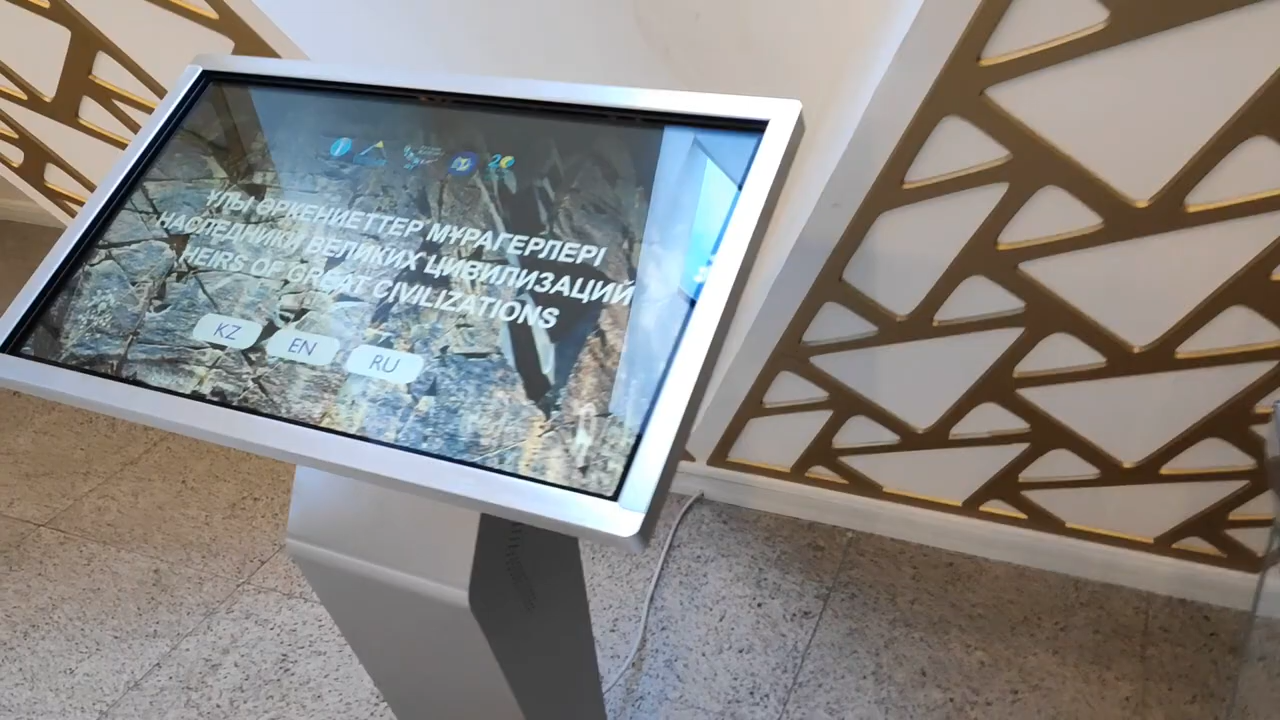 ҰЛЫ ӨРКЕНИЕТТЕР МҰРАГЕРЛЕРІ
НАСЛЕДНИКИ ВЕЛИКИХ ЦИВИЛИЗАЦИЙ
HEIRS OF GREAT CIVILIZATIONS
KZ EN RU